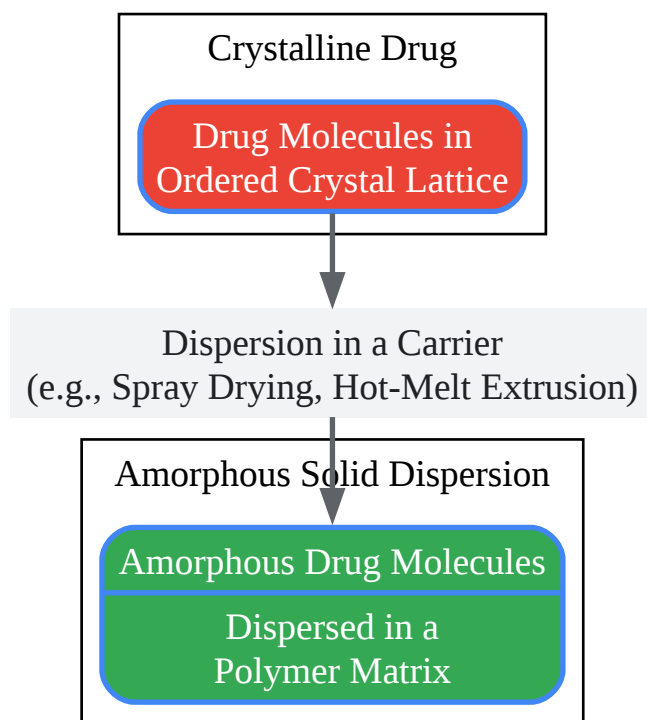 Crystalline Drug
Drug Molecules in
Ordered Crystal Lattice
Dispersion in a Carrier
(e.g., Spray Drying, Hot-Melt Extrusion)
Amorphous Solid Dispersion
Amorphous Drug Molecules
Dispersed in a
Polymer Matrix